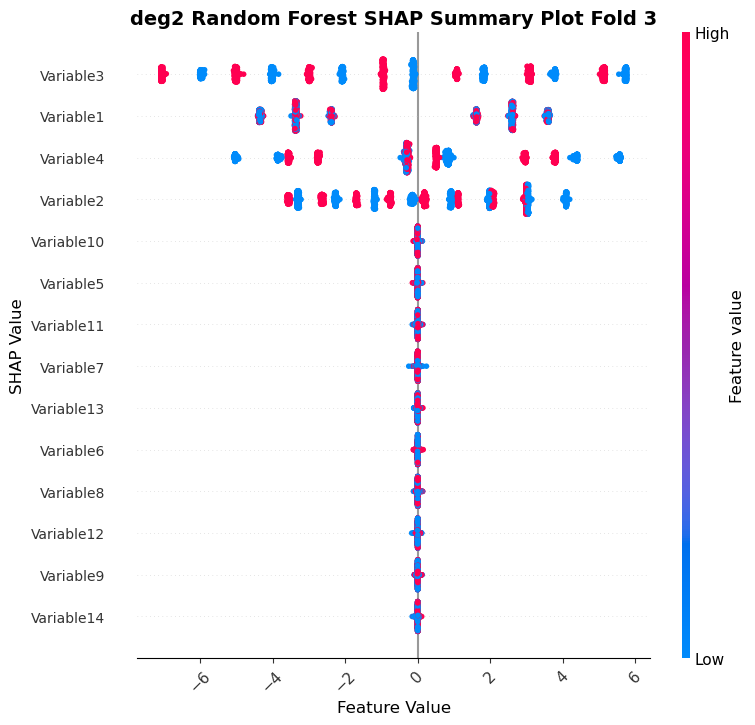 deg2 Random Forest SHAP Summary Plot Fold 3
High
Variable3
Variable1
Variable4
Variable2
Variable10
Variable5
Variable11
Variable7
Variable13
Variable6
Variable8
Variable12
Variable9
Variable14
SHAP Value
Feature value
Low
−6
−4
−2
0
2
4
6
Feature Value